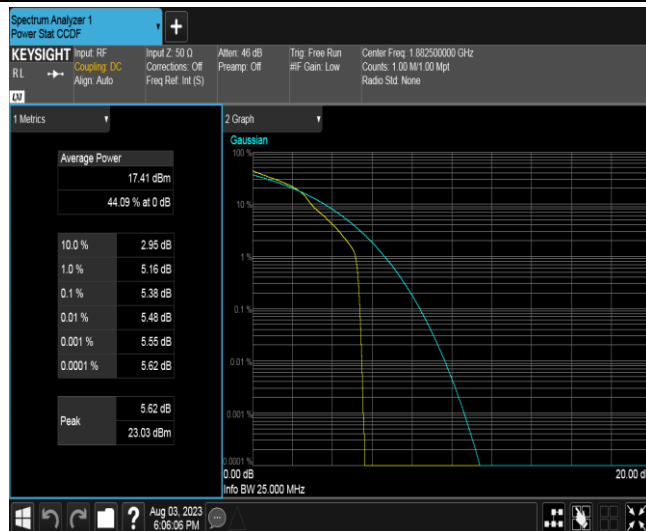 Spectrum Analyzer 1
Power Stat CCDF
+
KEYSIGHT
RL
Input: RF
Coupling: DC
Align: Auto
Input Z: 50 Ω
Corrections: Off
Freq Ref: Int (S)
Atten: 46 dB
Preamp: Off
Trig: Free Run
#IF Gain: Low
Center Freq: 1.882500000 GHz
Counts: 1.00 M/1.00 Mpt
Radio Std: None
1 Metrics
Average Power
17.41 dBm
44.09 % at 0 dB
10.0 % 2.95 dB
1.0 % 5.16 dB
0.1 % 5.38 dB
0.01 % 5.48 dB
0.001 % 5.55 dB
0.0001 % 5.62 dB
Peak
5.62 dB
23.03 dBm
2 Graph
Gaussian
100 %
10 %
1 %
0.1 %
0.01 %
0.001 %
0.0001 %
0.00 dB
20.00 d
Info BW 25.000 MHz
?
Aug 03, 2023
6:06:06 PM